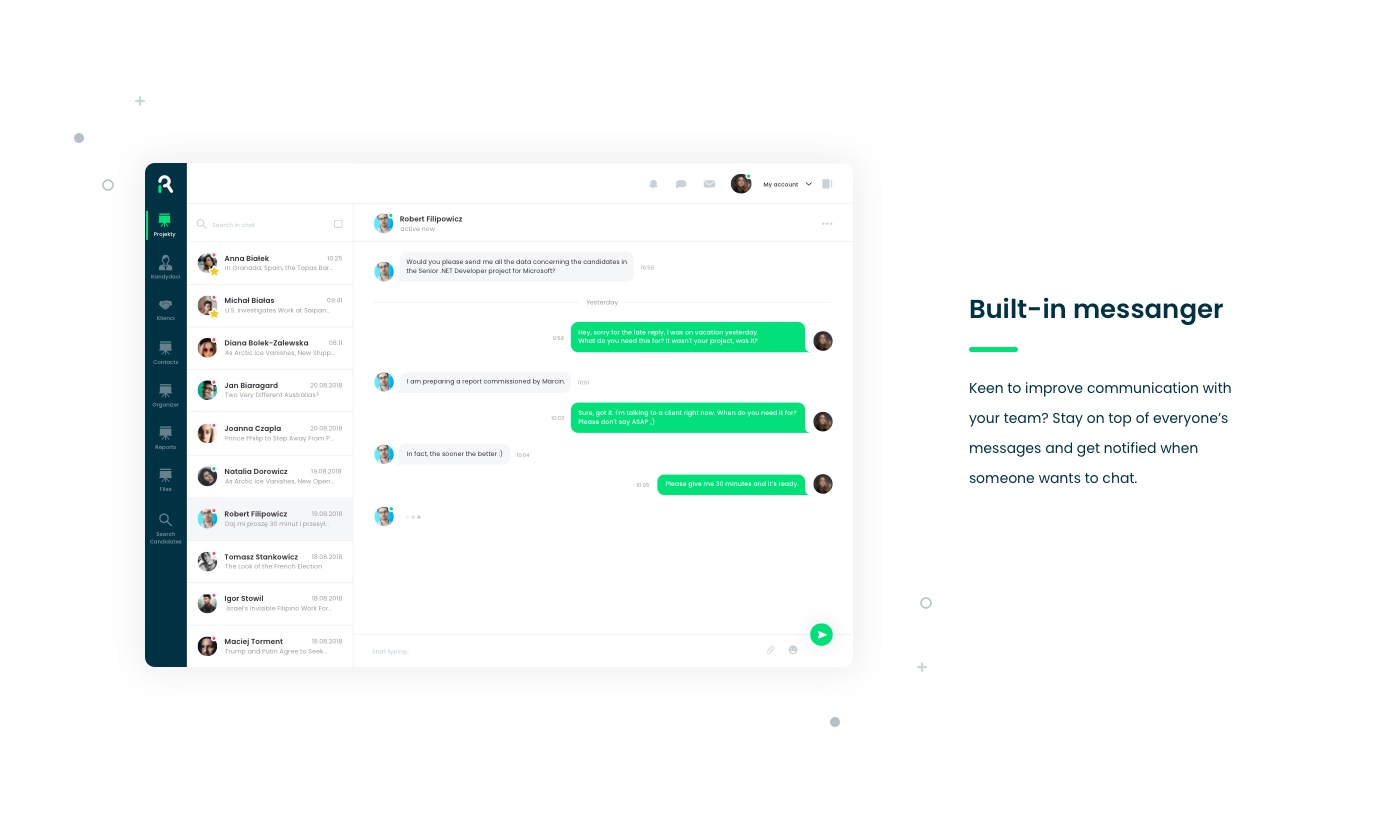 My account
Projekty
Kandydaci
Klienci
Contacts
Organizer
Reports
Files
Search
Candidates
Search in chat
Anna Białek 10:25
In Granada, Spain, the Tapas Bar...
Michał Białas 09:41
U.S. Investigates Work at Saipan...
Diana Bolek-Zalewska 08:11
As Arctic Ice Vanishes, New Shipp...
Jan Biaragard 20.08.2018
Two Very Different Australias?
Joanna Czapla 20.08.2018
Prince Philip to Step Away From P...
Natalia Dorowicz 19.08.2018
As Arctic Ice Vanishes, New Open...
Robert Filipowicz 19.08.2018
Daj mi proszę 30 minut i przesył...
Tomasz Stankowicz 18.08.2018
The Look of the French Election
Igor Stowil 18.08.2018
Israel's Invisible Filipino Work For...
Maciej Torment 18.08.2018
Trump and Putin Agree to Seek...
Robert Filipowicz
active now
Would you please send me all the data concerning the candidates in
the Senior .NET Developer project for Microsoft?
16:58
Yesterday
Hey, sorry for the late reply, I was on vacation yesterday.
What do you need this for? It wasn't your project, was it?
9:58
I am preparing a report commissioned by Marcin.
10:01
Sure, got it. I'm talking to a client right now. When do you need it for?
Please don't say ASAP ;)
10:03
In fact, the sooner the better :)
10:04
Please give me 30 minutes and it's ready.
10:05
Start typing...
Built-in messanger
Keen to improve communication with
your team? Stay on top of everyone’s
messages and get notified when
someone wants to chat.